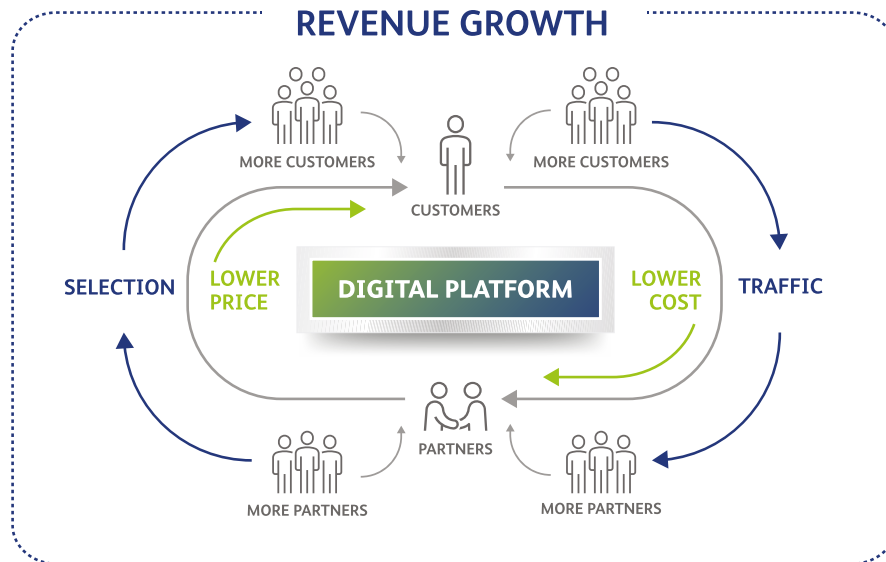 REVENUE GROWTH
MORE CUSTOMERS
MORE CUSTOMERS
CUSTOMERS
SELECTION
LOWER
PRICE
DIGITAL PLATFORM
LOWER
COST
TRAFFIC
PARTNERS
MORE PARTNERS
MORE PARTNERS